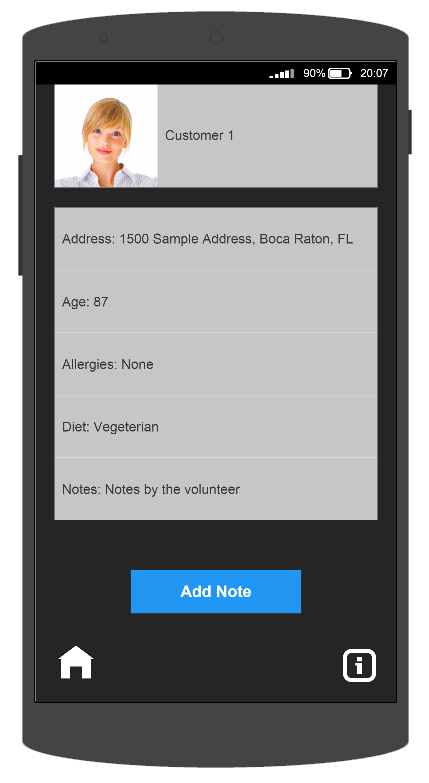 90% 20:07
Customer 1
Address: 1500 Sample Address, Boca Raton, FL
Age: 87
Allergies: None
Diet: Vegeterian
Notes: Notes by the volunteer
Add Note